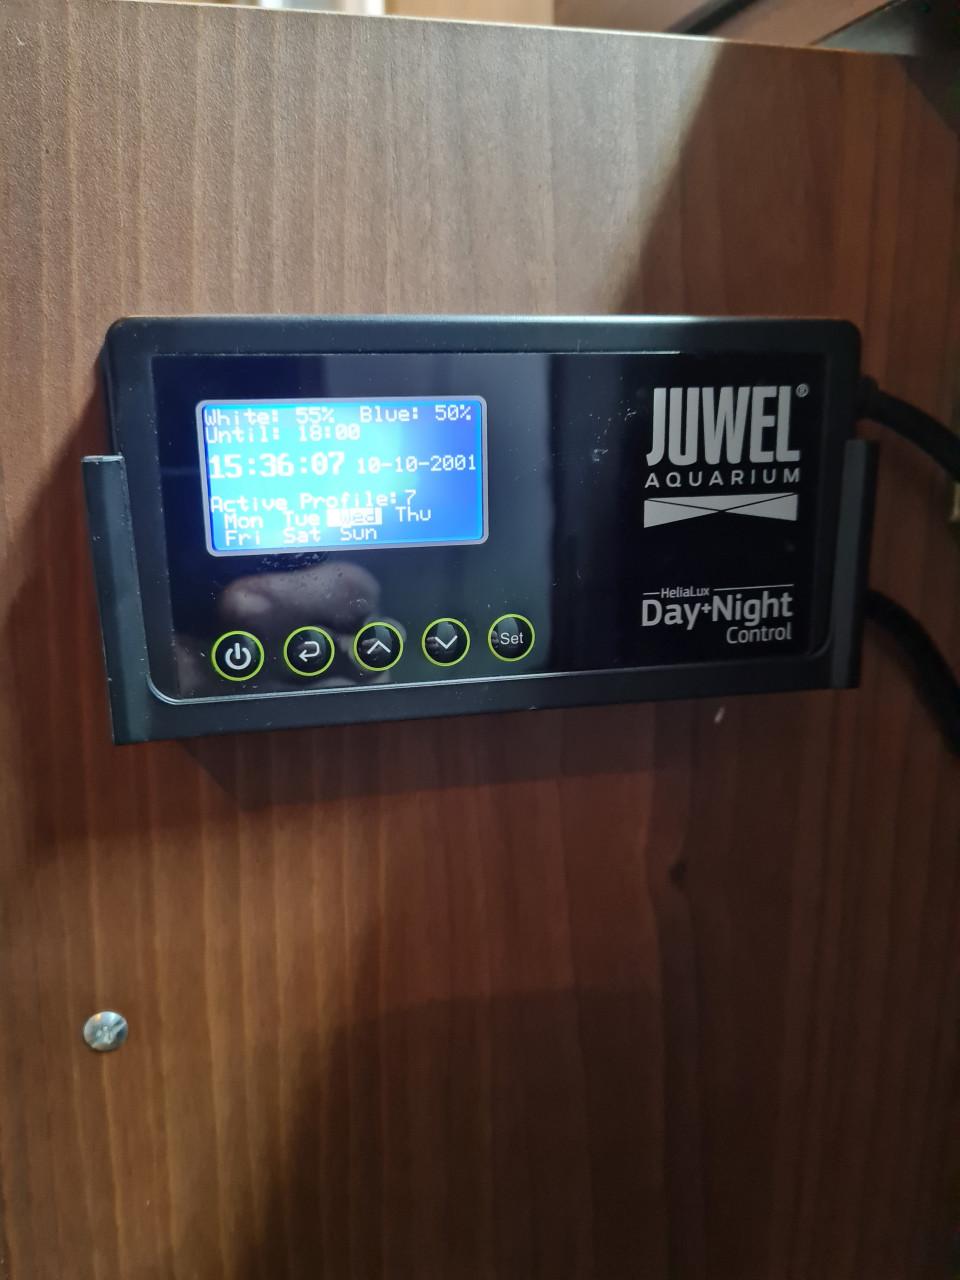 White: 55% Blue: 50%
Until: 18:00
15:36:07 10-10-2001
Active Profile:7
Mon Tue Wed Thu
Fri Sat Sun
Set
JUWEL®
AQUARIUM
HeliaLux
Day+Night
Control